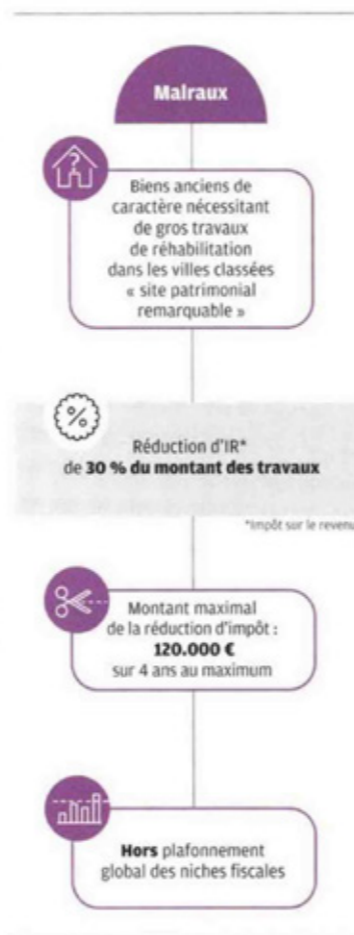 Malraux
?
Biens anciens de
caractère nécessitant
de gros travaux
de réhabilitation
dans les villes classées
« site patrimonial
remarquable »
%
Réduction d'IR*
de 30 % du montant des travaux
*Impôt sur le revenu
Montant maximal
de la réduction d'impôt :
120.000 €
sur 4 ans au maximum
Hors plafonnement
global des niches fiscales